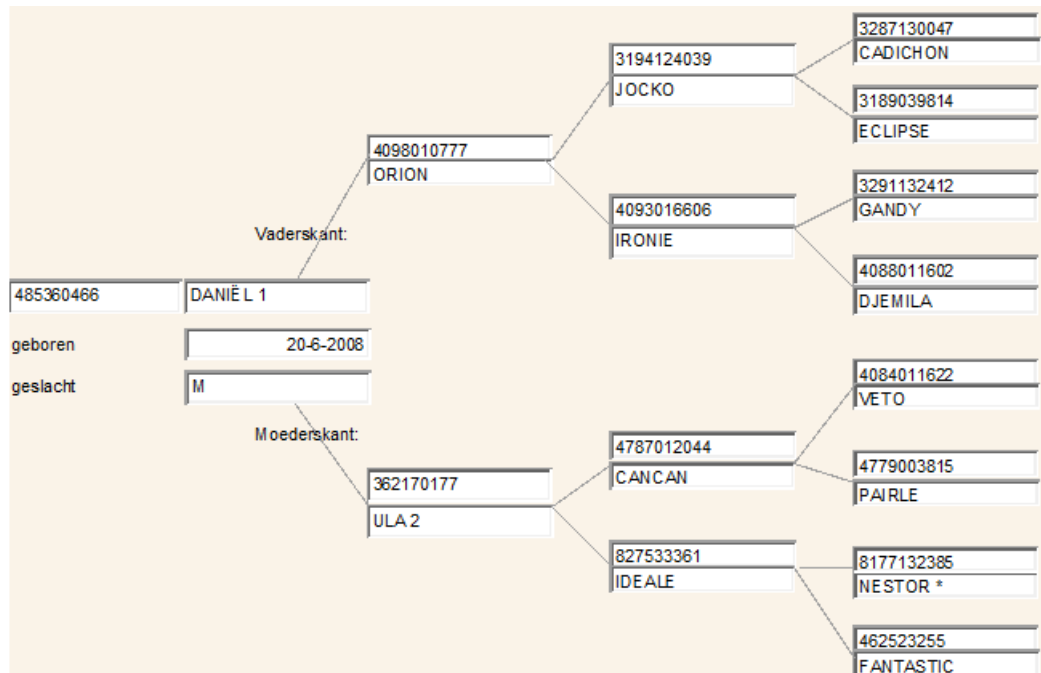 3287130047
CADICHON
3194124039
JOCKO
3189039814
ECLIPSE
4098010777
ORION
3291132412
GANDY
4093016606
IRONIE
Vaderskant:
4088011602
DJEMILA
485360466 DANIËL 1
geboren 20-6-2008
geslacht M
4084011622
VETO
Moederskant:
4787012044
CANCAN
4779003815
PAIRLE
362170177
ULA 2
827533361
IDEALE
8177132385
NESTOR *
462523255
FANTASTIC